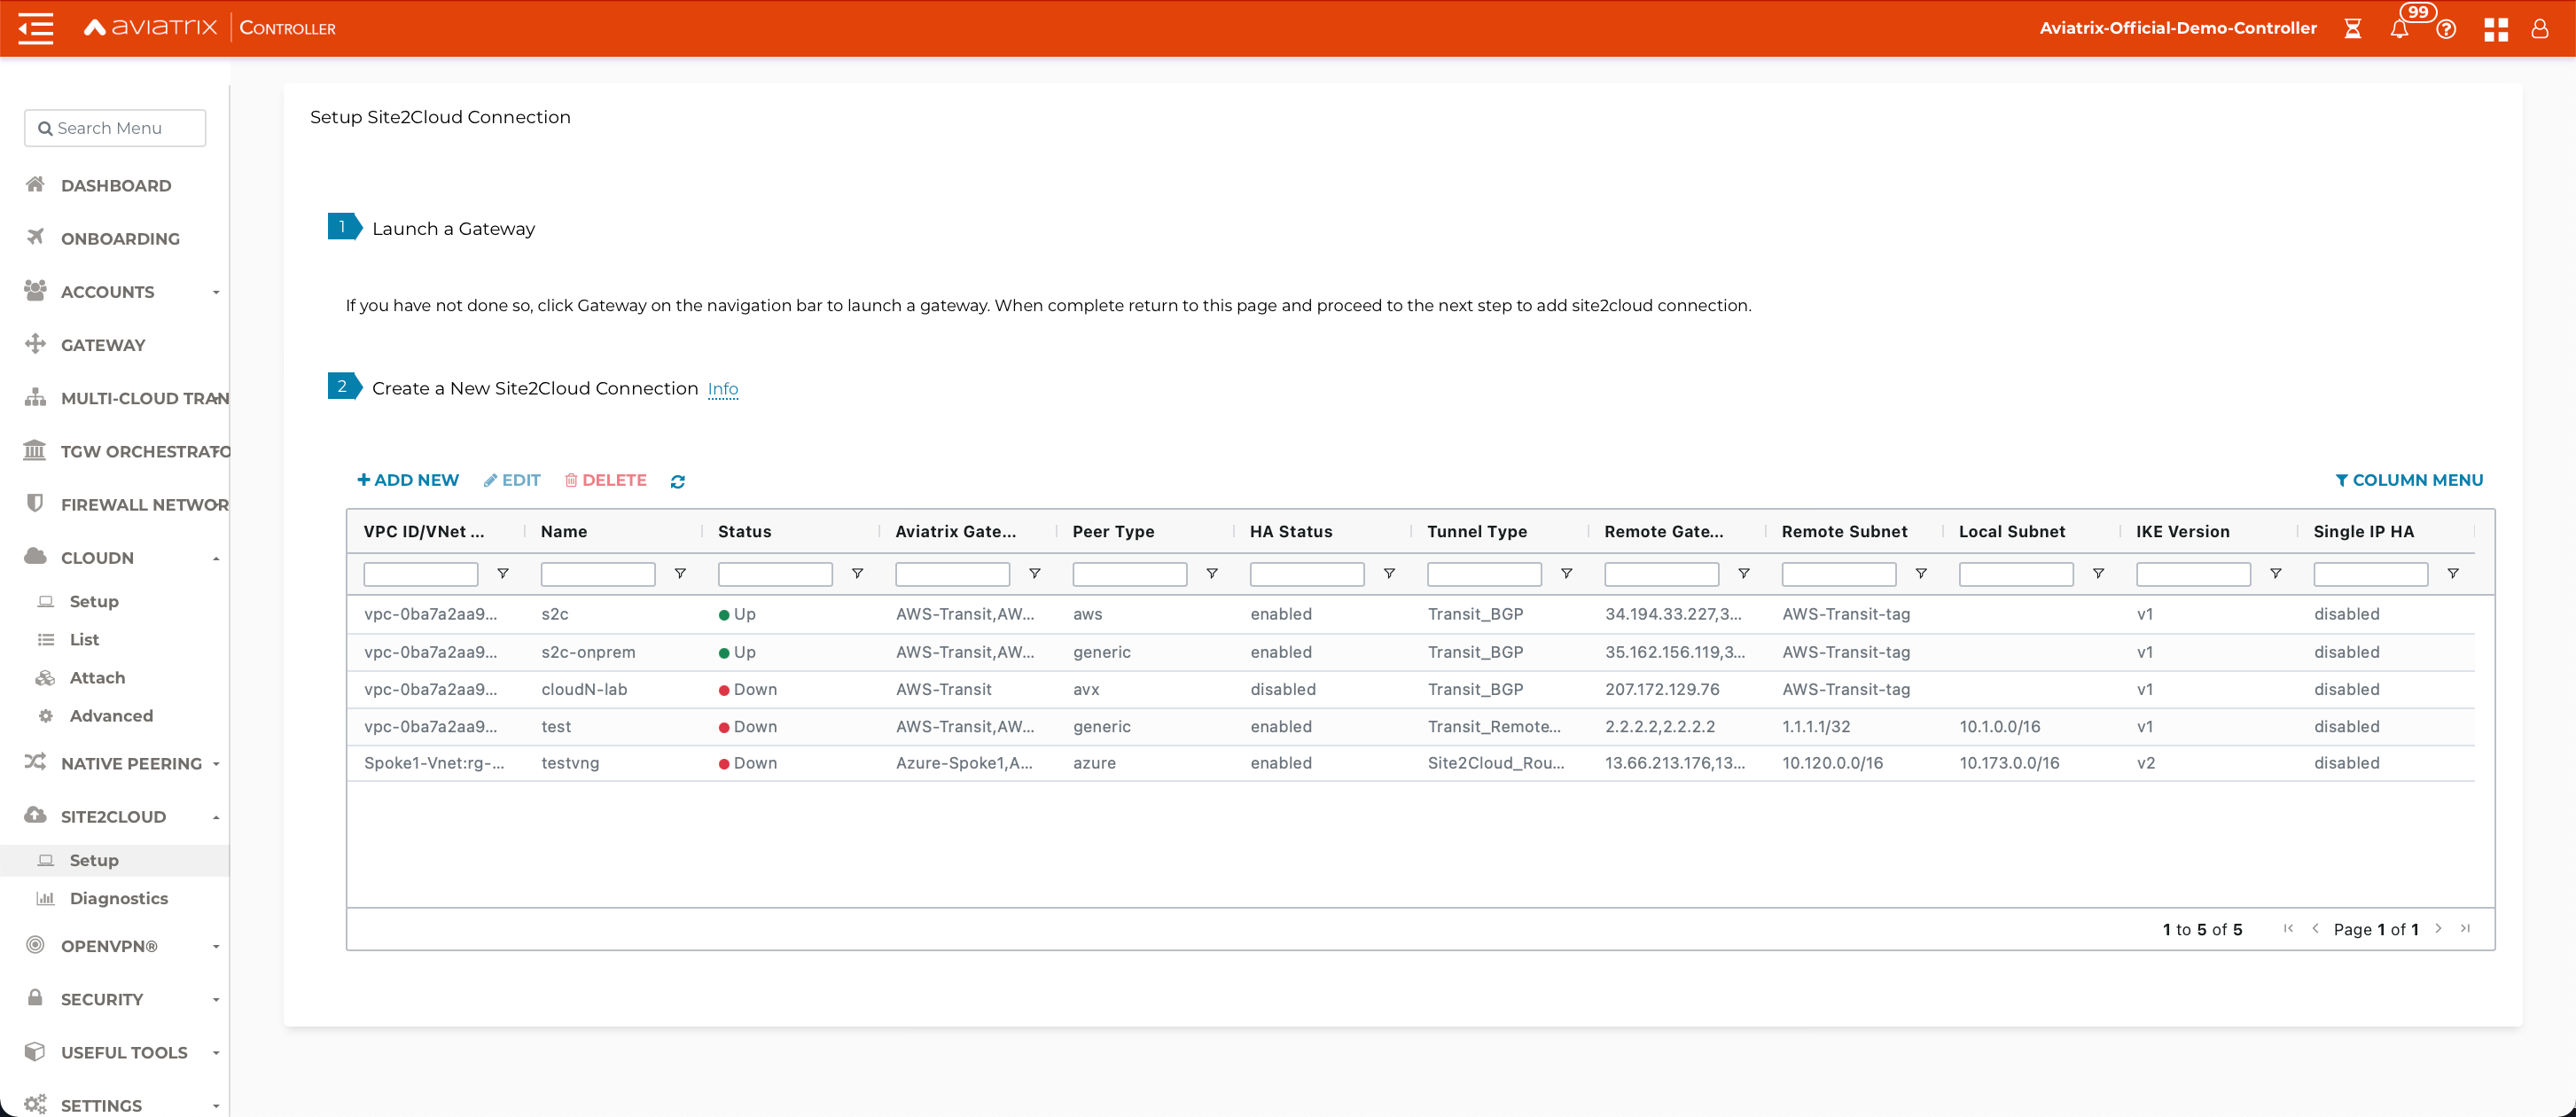 AVIATRIX | CONTROLLER
Aviatrix-Official-Demo-Controller
99
Search Menu
DASHBOARD
ONBOARDING
ACCOUNTS
GATEWAY
MULTI-CLOUD TRAN
TGW ORCHESTRATO
FIREWALL NETWOR
CLOUDN
Setup
List
Attach
Advanced
NATIVE PEERING
SITE2CLOUD
Setup
Diagnostics
OPENVPN®
SECURITY
USEFUL TOOLS
SETTINGS
Setup Site2Cloud Connection
1 Launch a Gateway
If you have not done so, click Gateway on the navigation bar to launch a gateway. When complete return to this page and proceed to the next step to add site2cloud connection.
2 Create a New Site2Cloud Connection Info
+ ADD NEW EDIT DELETE COLUMN MENU
VPC ID/VNet ... Name Status Aviatrix Gate... Peer Type HA Status Tunnel Type Remote Gate... Remote Subnet Local Subnet IKE Version Single IP HA
vpc-0ba7a2aa9... s2c Up AWS-Transit,AW... aws enabled Transit_BGP 34.194.33.227,3... AWS-Transit-tag v1 disabled
vpc-0ba7a2aa9... s2c-onprem Up AWS-Transit,AW... generic enabled Transit_BGP 35.162.156.119,3... AWS-Transit-tag v1 disabled
vpc-0ba7a2aa9... cloudN-lab Down AWS-Transit avx disabled Transit_BGP 207.172.129.76 AWS-Transit-tag v1 disabled
vpc-0ba7a2aa9... test Down AWS-Transit,AW... generic enabled Transit_Remote... 2.2.2.2,2.2.2.2 1.1.1.1/32 10.1.0.0/16 v1 disabled
Spoke1-Vnet:rg-... testvng Down Azure-Spoke1,A... azure enabled Site2Cloud_Rou... 13.66.213.176,13... 10.120.0.0/16 10.173.0.0/16 v2 disabled
1 to 5 of 5 Page 1 of 1